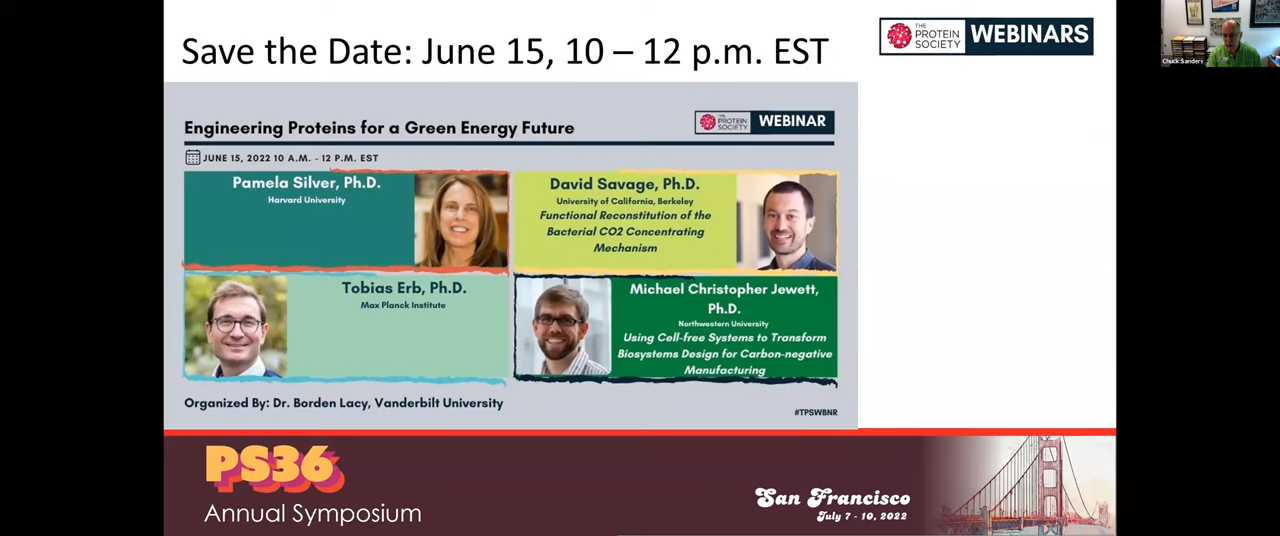 Save the Date: June 15, 10 – 12 p.m. EST
THE
PROTEIN
SOCIETY
WEBINARS
Chuck Sanders
Engineering Proteins for a Green Energy Future
THE
PROTEIN
SOCIETY
WEBINAR
JUNE 15, 2022 10 A.M. - 12 P.M. EST
Pamela Silver, Ph.D.
Harvard University
David Savage, Ph.D.
University of California, Berkeley
Functional Reconstitution of the
Bacterial CO2 Concentrating
Mechanism
Tobias Erb, Ph.D.
Max Planck Institute
Michael Christopher Jewett,
Ph.D.
Northwestern University
Using Cell-free Systems to Transform
Biosystems Design for Carbon-negative
Manufacturing
Organized By: Dr. Borden Lacy, Vanderbilt University
#TPSWBNR
PS36
Annual Symposium
San Francisco
July 7 - 10, 2022